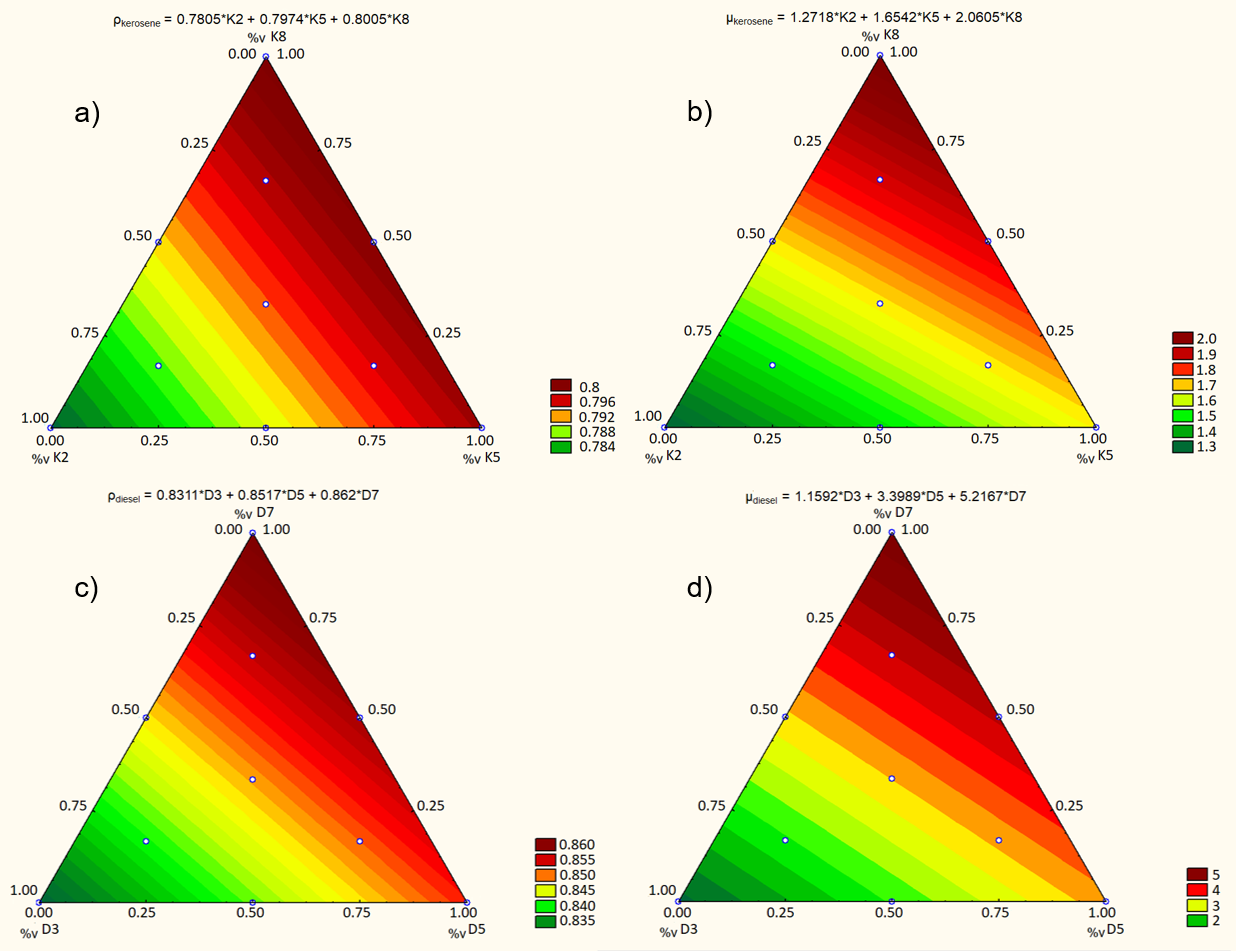 ρkerosene = 0.7805*K2 + 0.7974*K5 + 0.8005*K8
%v K8
0.00 1.00
a)
0.25 0.75
0.50 0.50
0.75 0.25
1.00
0.00 0.25 0.50 0.75 1.00
%v K2 %v K5
0.8
0.796
0.792
0.788
0.784
μkerosene = 1.2718*K2 + 1.6542*K5 + 2.0605*K8
%v K8
0.00 1.00
b)
0.25 0.75
0.50 0.50
0.75 0.25
1.00
0.00 0.25 0.50 0.75 1.00
%v K2 %v K5
2.0
1.9
1.8
1.7
1.6
1.5
1.4
1.3
ρdiesel = 0.8311*D3 + 0.8517*D5 + 0.862*D7
%v D7
0.00 1.00
c)
0.25 0.75
0.50 0.50
0.75 0.25
1.00
0.00 0.25 0.50 0.75 1.00
%v D3 %v D5
0.860
0.855
0.850
0.845
0.840
0.835
μdiesel = 1.1592*D3 + 3.3989*D5 + 5.2167*D7
%v D7
0.00 1.00
d)
0.25 0.75
0.50 0.50
0.75 0.25
1.00
0.00 0.25 0.50 0.75 1.00
%v D3 %v D5
5
4
3
2